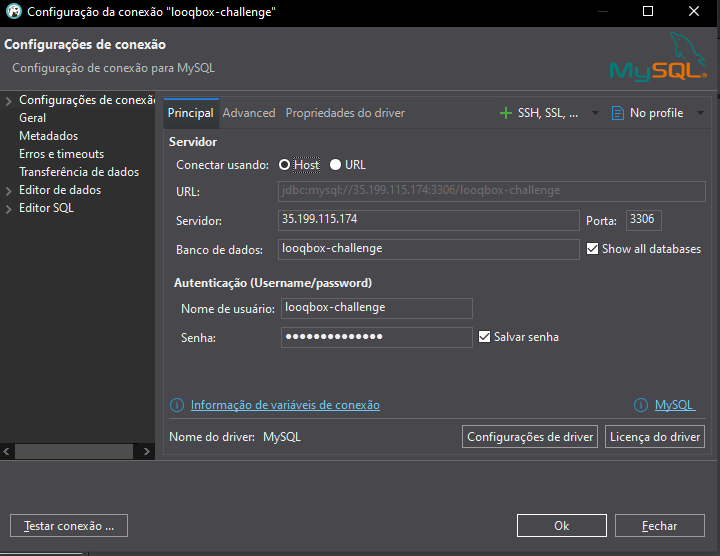 Configuração da conexão "looqbox-challenge"
Configurações de conexão
Configuração de conexão para MySQL
MySQL
Configurações de conexão
Geral
Metadados
Erros e timeouts
Transferência de dados
Editor de dados
Editor SQL
Principal Advanced Propriedades do driver SSH, SSL, ... No profile
Servidor
Conectar usando: Host URL
URL: jdbc:mysql://35.199.115.174:3306/looqbox-challenge
Servidor: 35.199.115.174 Porta: 3306
Banco de dados: looqbox-challenge Show all databases
Autenticação (Username/password)
Nome de usuário: looqbox-challenge
Senha: ●●●●●●●●●●●●●● Salvar senha
Informação de variáveis de conexão MySQL
Nome do driver: MySQL Configurações de driver Licença do driver
Testar conexão ... Ok Fechar